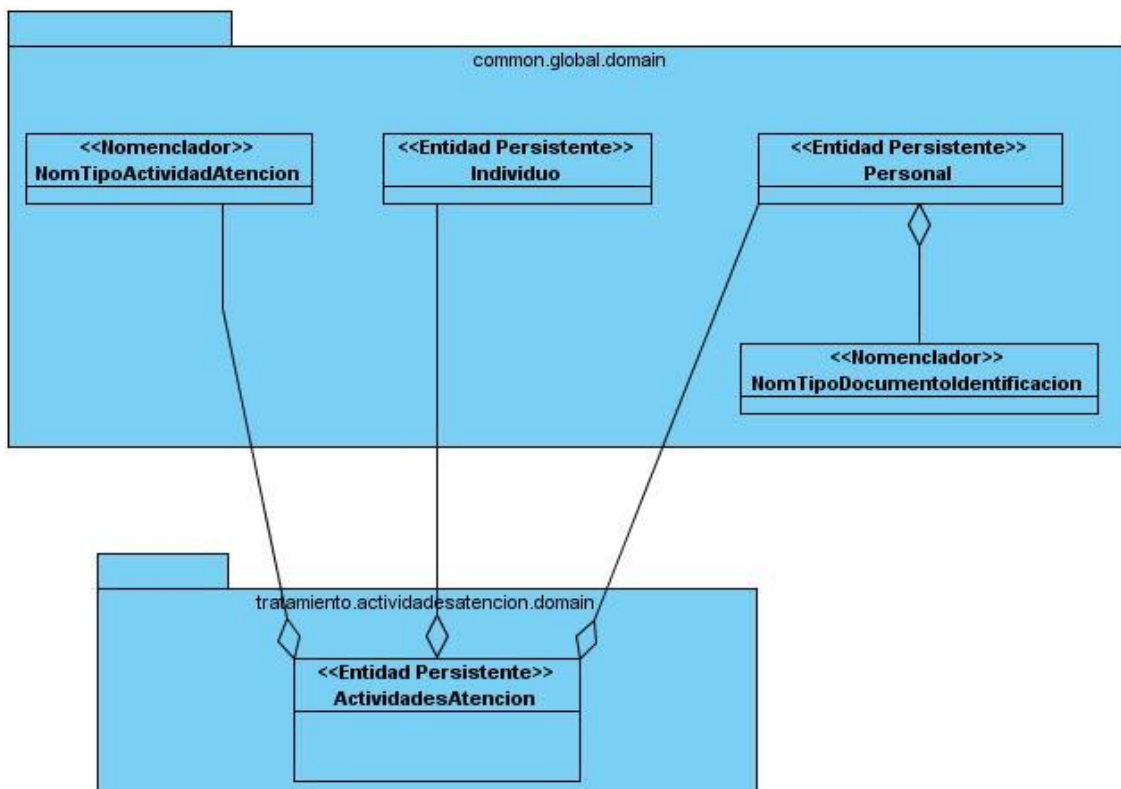 common.global.domain
<<Nomenclador>>
NomTipoActividadAtencion
<<Entidad Persistente>>
Individuo
<<Entidad Persistente>>
Personal
<<Nomenclador>>
NomTipoDocumentoIdentificacion
tratamiento.actividadesatencion.domain
<<Entidad Persistente>>
ActividadesAtencion